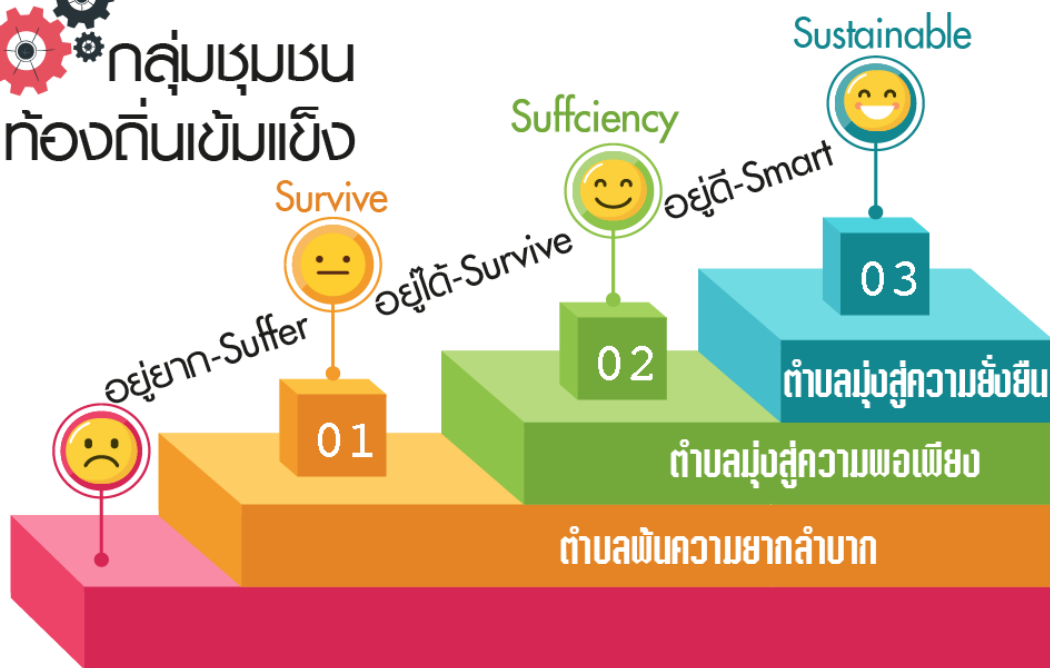 กลุ่มชุมชน
ท้องถิ่นเข้มแข็ง
Sustainable
Suffciency
Survive
อยู่ดี-Smart
อยู่ได้-Survive
อยู่ยาก-Suffer
03
02
01
ตำบลมุ่งสู่ความยั่งยืน
ตำบลมุ่งสู่ความพอเพียง
ตำบลพ้นความยากลำบาก